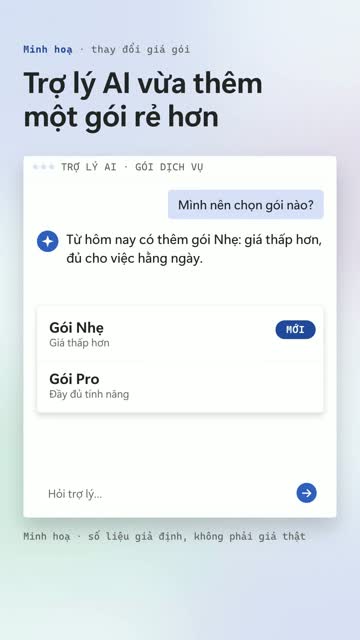 Minh hoạ · thay đổi giá gói
Trợ lý AI vừa thêm
một gói rẻ hơn
TRỢ LÝ AI · GÓI DỊCH VỤ
Mình nên chọn gói nào?
Từ hôm nay có thêm gói Nhẹ: giá thấp hơn,
đủ cho việc hằng ngày.
Gói Nhẹ
MỚI
Giá thấp hơn
Gói Pro
Đầy đủ tính năng
Hỏi trợ lý...
Minh hoạ · số liệu giả định, không phải giá thật